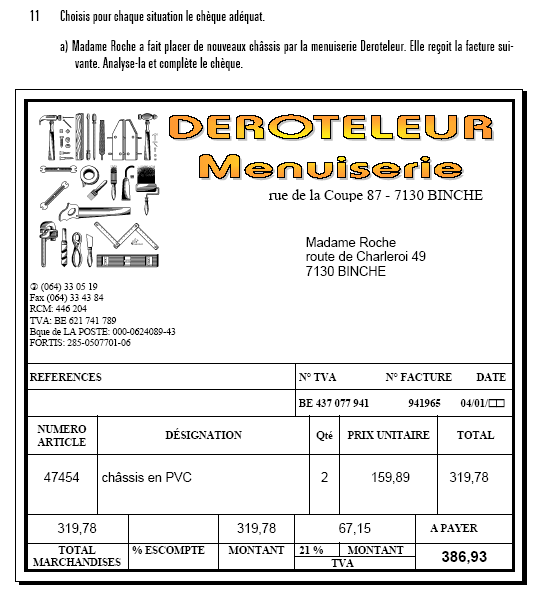 11 Choisis pour chaque situation le chèque adéquat.
a) Madame Roche a fait placer de nouveaux châssis par la menuiserie Deroteleur. Elle reçoit la facture sui-
vante. Analyse-la et complète le chèque.
DEROTELEUR
Menuiserie
rue de la Coupe 87 - 7130 BINCHE
Madame Roche
route de Charleroi 49
7130 BINCHE
✆ (064) 33 05 19
Fax (064) 33 43 84
RCM: 446 204
TVA: BE 621 741 789
Bque de LA POSTE: 000-0624089-43
FORTIS: 285-0507701-06
REFERENCES N° TVA N° FACTURE DATE
BE 437 077 941 941965 04/01/□□
NUMERO ARTICLE DÉSIGNATION Qté PRIX UNITAIRE TOTAL
47454 châssis en PVC 2 159,89 319,78
319,78 319,78 67,15 A PAYER
TOTAL MARCHANDISES % ESCOMPTE MONTANT 21 % MONTANT TVA 386,93